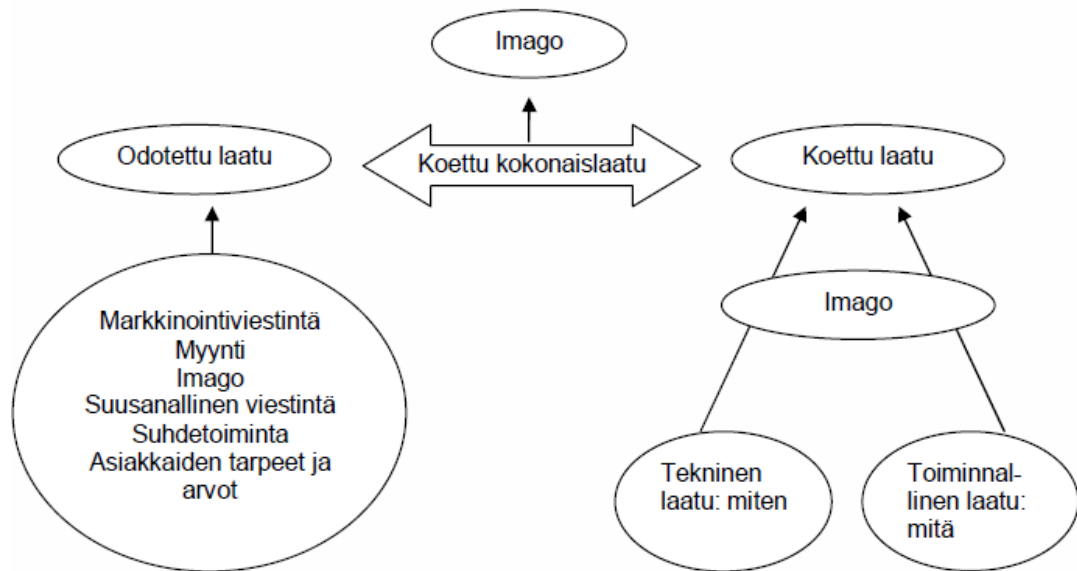 Imago
Odotettu laatu
Koettu kokonaislaatu
Koettu laatu
Markkinointiviestintä
Myynti
Imago
Suusanallinen viestintä
Suhdetoiminta
Asiakkaiden tarpeet ja
arvot
Imago
Tekninen
laatu: miten
Toiminnal-
linen laatu:
mitä